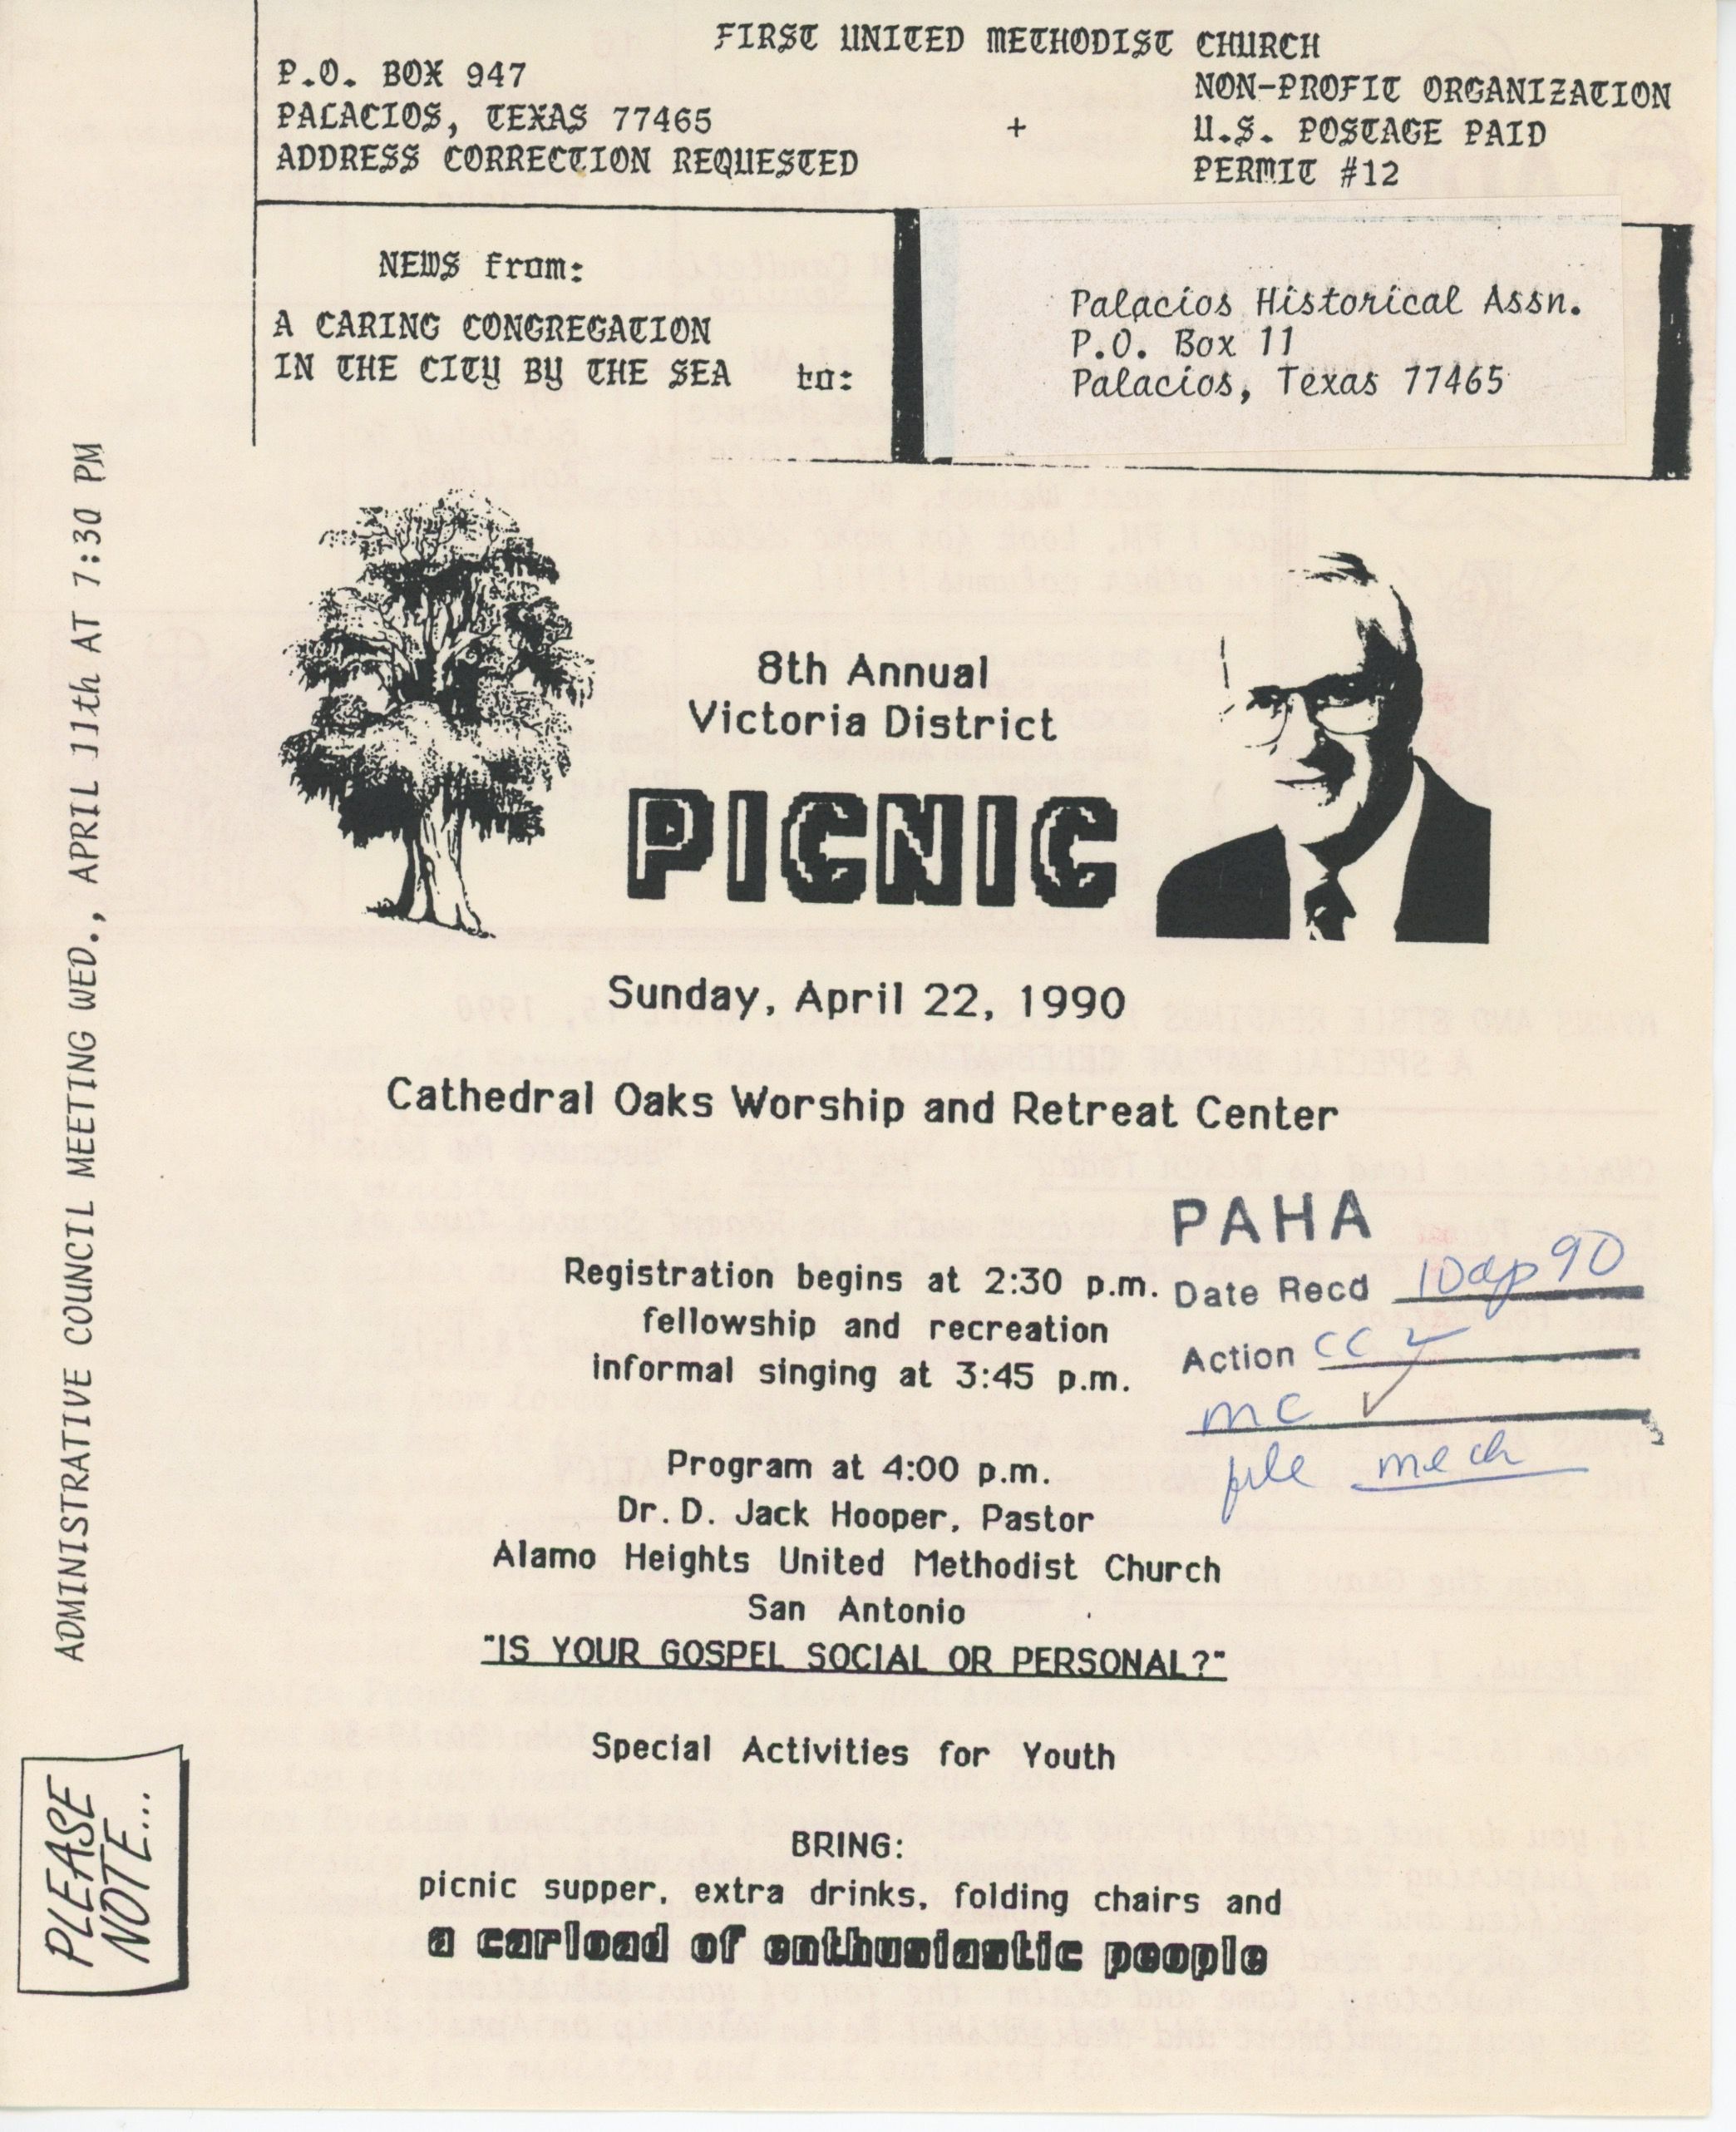 FIRST UNITED METHODIST CHURCH
P.O. BOX 947
PALACIOS, TEXAS 77465
ADDRESS CORRECTION REQUESTED
+
NON-PROFIT ORGANIZATION
U.S. POSTAGE PAID
PERMIT #12
NEWS from:
A CARING CONGREGATION
IN THE CITY BY THE SEA to:
Palacios Historical Assn.
P.O. Box 11
Palacios, Texas 77465
8th Annual
Victoria District
PICNIC
Sunday, April 22, 1990
Cathedral Oaks Worship and Retreat Center
Registration begins at 2:30 p.m.
fellowship and recreation
informal singing at 3:45 p.m.
PAHA
Date Recd 10ap90
Action CC
mc ✓
file mech
Program at 4:00 p.m.
Dr. D. Jack Hooper, Pastor
Alamo Heights United Methodist Church
San Antonio
"IS YOUR GOSPEL SOCIAL OR PERSONAL?"
Special Activities for Youth
BRING:
picnic supper, extra drinks, folding chairs and
a carload of enthusiastic people
PLEASE
NOTE...
ADMINISTRATIVE COUNCIL MEETING WED., APRIL 11th AT 7:30 PM